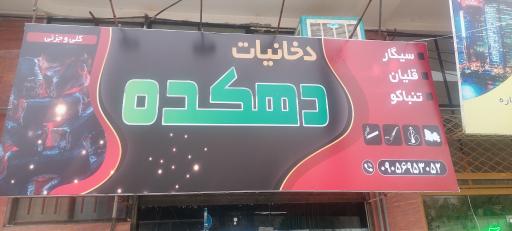 کلی و جزئی
دخانیات
دهکده
سیگار
قلیان
تنباکو
۰۹۰۵۶۹۵۳۰۵۲